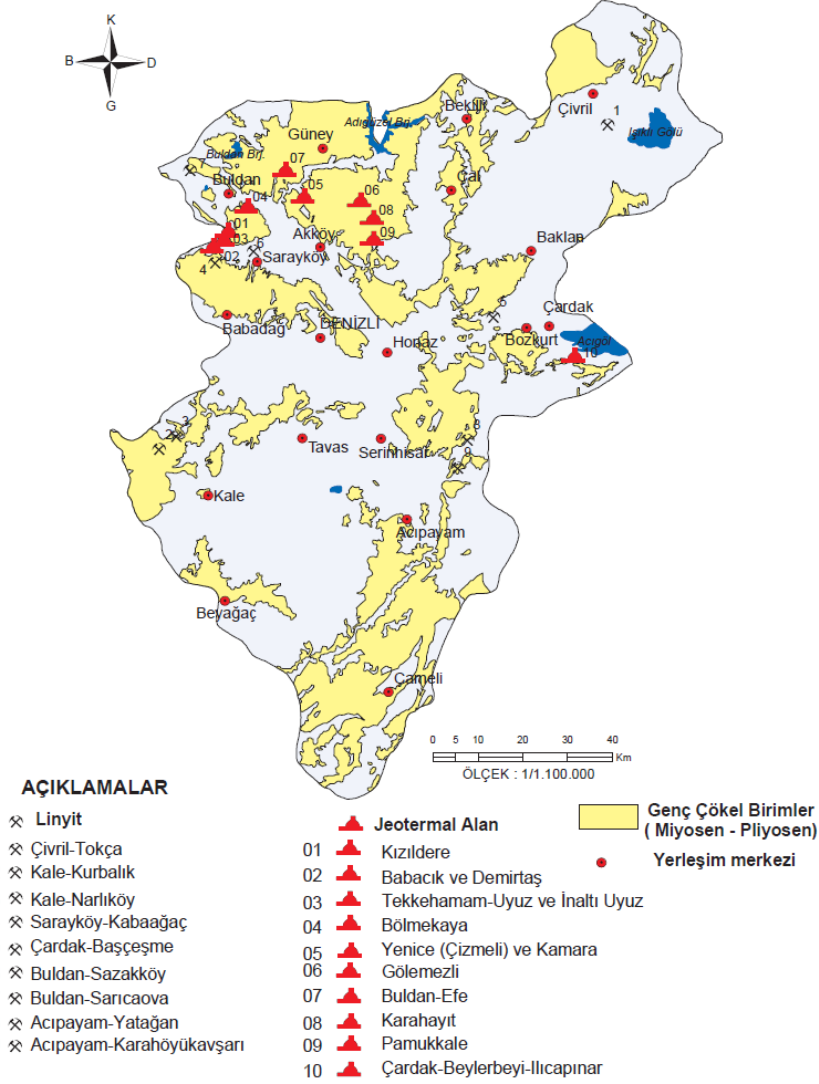 K
B D
G
Çivril
1
Işıklı Gölü
Bekilli
Adıgüzel Brj.
Güney
Buldan Brj.
7
07
Buldan
05
06
Çal
04
08
01
Akköy
09
Baklan
03
6
02
Sarayköy
4
5
Çardak
Babadağ
DENİZLİ
Honaz
Bozkurt
Acıgöl
10
3
8
2
Tavas
Serinhisar
9
Kale
Acıpayam
Beyağaç
Çameli
0 5 10 20 30 40
Km
ÖLÇEK : 1/1.100.000
AÇIKLAMALAR
Linyit
Çivril-Tokça
Kale-Kurbalık
Kale-Narlıköy
Sarayköy-Kabaağaç
Çardak-Başçeşme
Buldan-Sazakköy
Buldan-Sarıcaova
Acıpayam-Yatağan
Acıpayam-Karahöyükavşarı
Jeotermal Alan
01 Kızıldere
02 Babacık ve Demirtaş
03 Tekkehamam-Uyuz ve İnaltı Uyuz
04 Bölmekaya
05 Yenice (Çizmeli) ve Kamara
06 Gölemezli
07 Buldan-Efe
08 Karahayıt
09 Pamukkale
10 Çardak-Beylerbeyi-Ilıcapınar
Genç Çökel Birimler
( Miyosen - Pliyosen)
Yerleşim merkezi